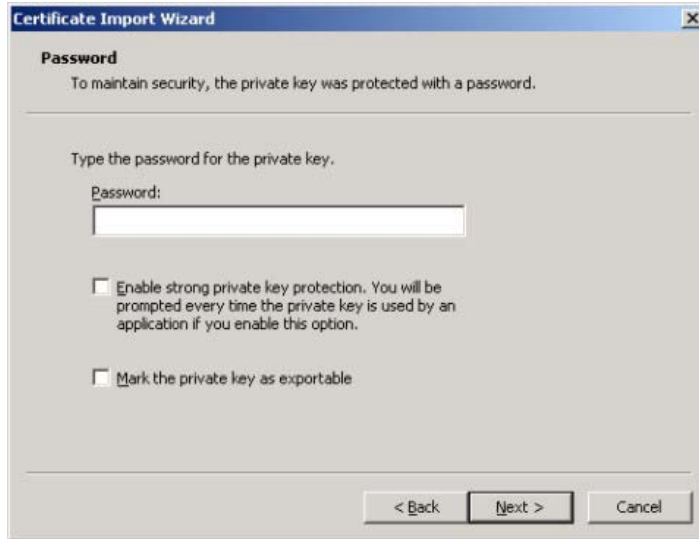 Certificate Import Wizard
Password
To maintain security, the private key was protected with a password.
Type the password for the private key.
Password:
Enable strong private key protection. You will
be prompted every time the private key is used by an
application if you enable this option.
Mark the private key as exportable
< Back
Next >
Cancel